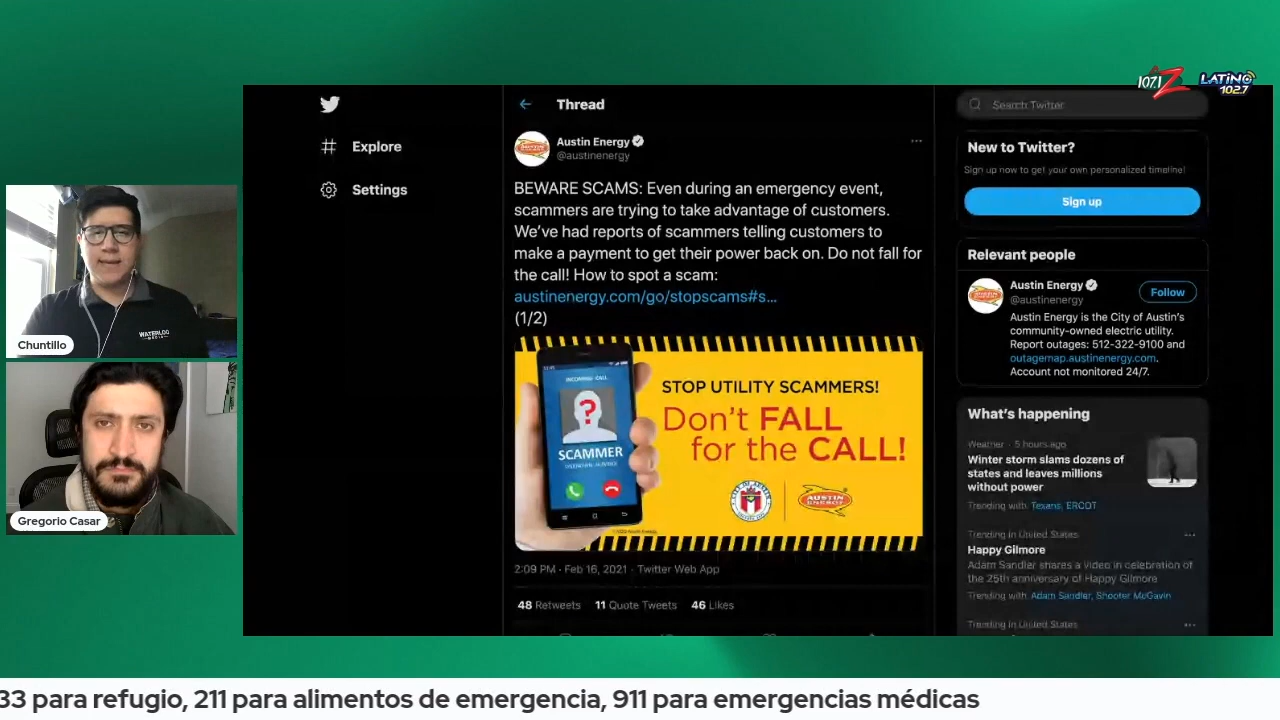 107.1 Z
LATINO
102.7
Thread
Search Twitter
Explore
Settings
Austin Energy
@austinenergy
BEWARE SCAMS: Even during an emergency event,
scammers are trying to take advantage of customers.
We've had reports of scammers telling customers to
make a payment to get their power back on. Do not fall for
the call! How to spot a scam:
austinenergy.com/go/stopscams#s...
(1/2)
INCOMING CALL
?
SCAMMER
STOP UTILITY SCAMMERS!
Don't FALL
for the CALL!
AUSTIN
ENERGY
2:09 PM · Feb 16, 2021 · Twitter Web App
48 Retweets 11 Quote Tweets 46 Likes
New to Twitter?
Sign up now to get your own personalized timeline!
Sign up
Relevant people
Austin Energy
@austinenergy
Follow
Austin Energy is the City of Austin's
community-owned electric utility.
Report outages: 512-322-9100 and
outagemap.austinenergy.com.
Account not monitored 24/7.
What's happening
Weather · 5 hours ago
Winter storm slams dozens of
states and leaves millions
without power
Trending with Texans, ERCOT
Trending in United States
Happy Gilmore
Adam Sandler shares a video in celebration of
the 25th anniversary of Happy Gilmore
Trending with Adam Sandler, Shooter McGavin
Trending in United States
WATERLOO
MEDIA
Chuntillo
Gregorio Casar
33 para refugio, 211 para alimentos de emergencia, 911 para emergencias médicas